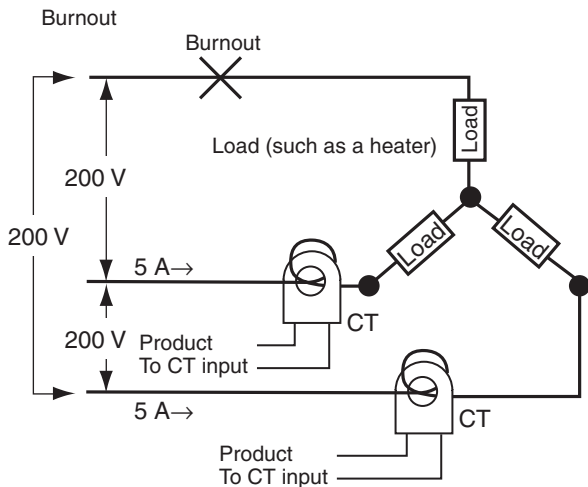 Burnout
Burnout
Load
Load (such as a heater)
200 V
200 V
Load
Load
5 A→
CT
200 V
Product
To CT input
5 A→
CT
Product
To CT input